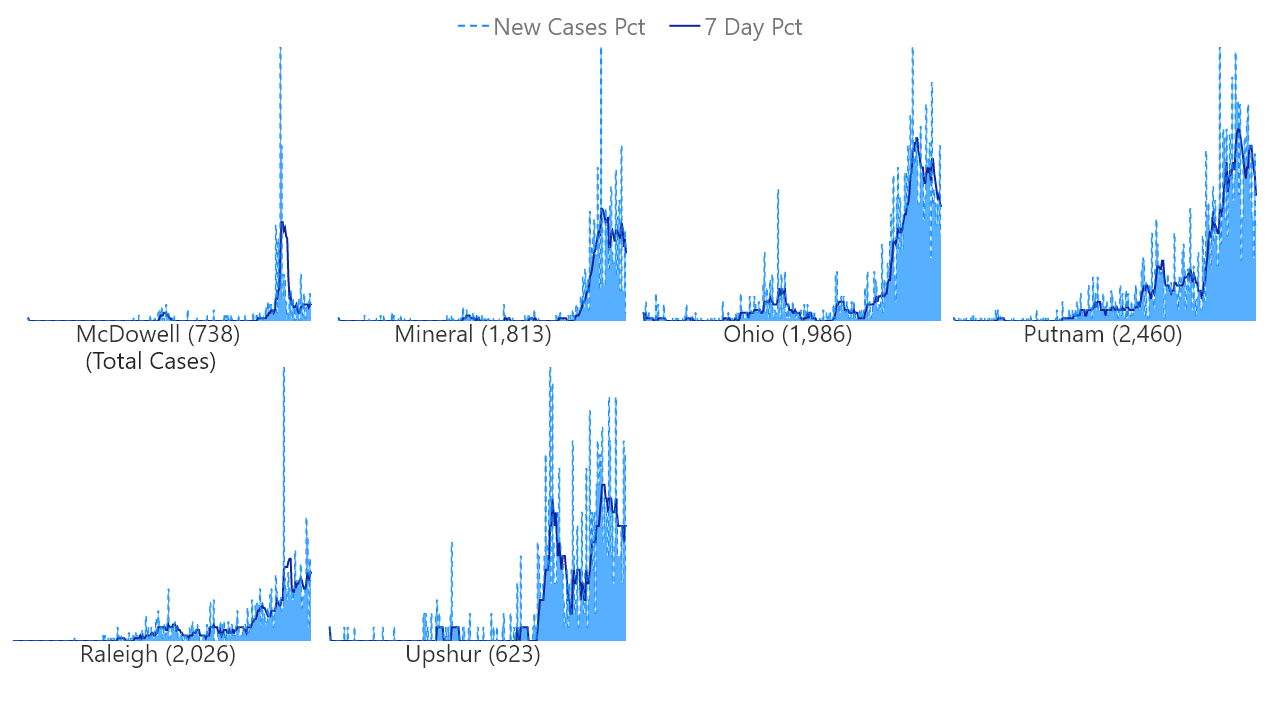 New Cases Pct 7 Day Pct
McDowell (738)
(Total Cases)
Mineral (1,813)
Ohio (1,986)
Putnam (2,460)
Raleigh (2,026)
Upshur (623)